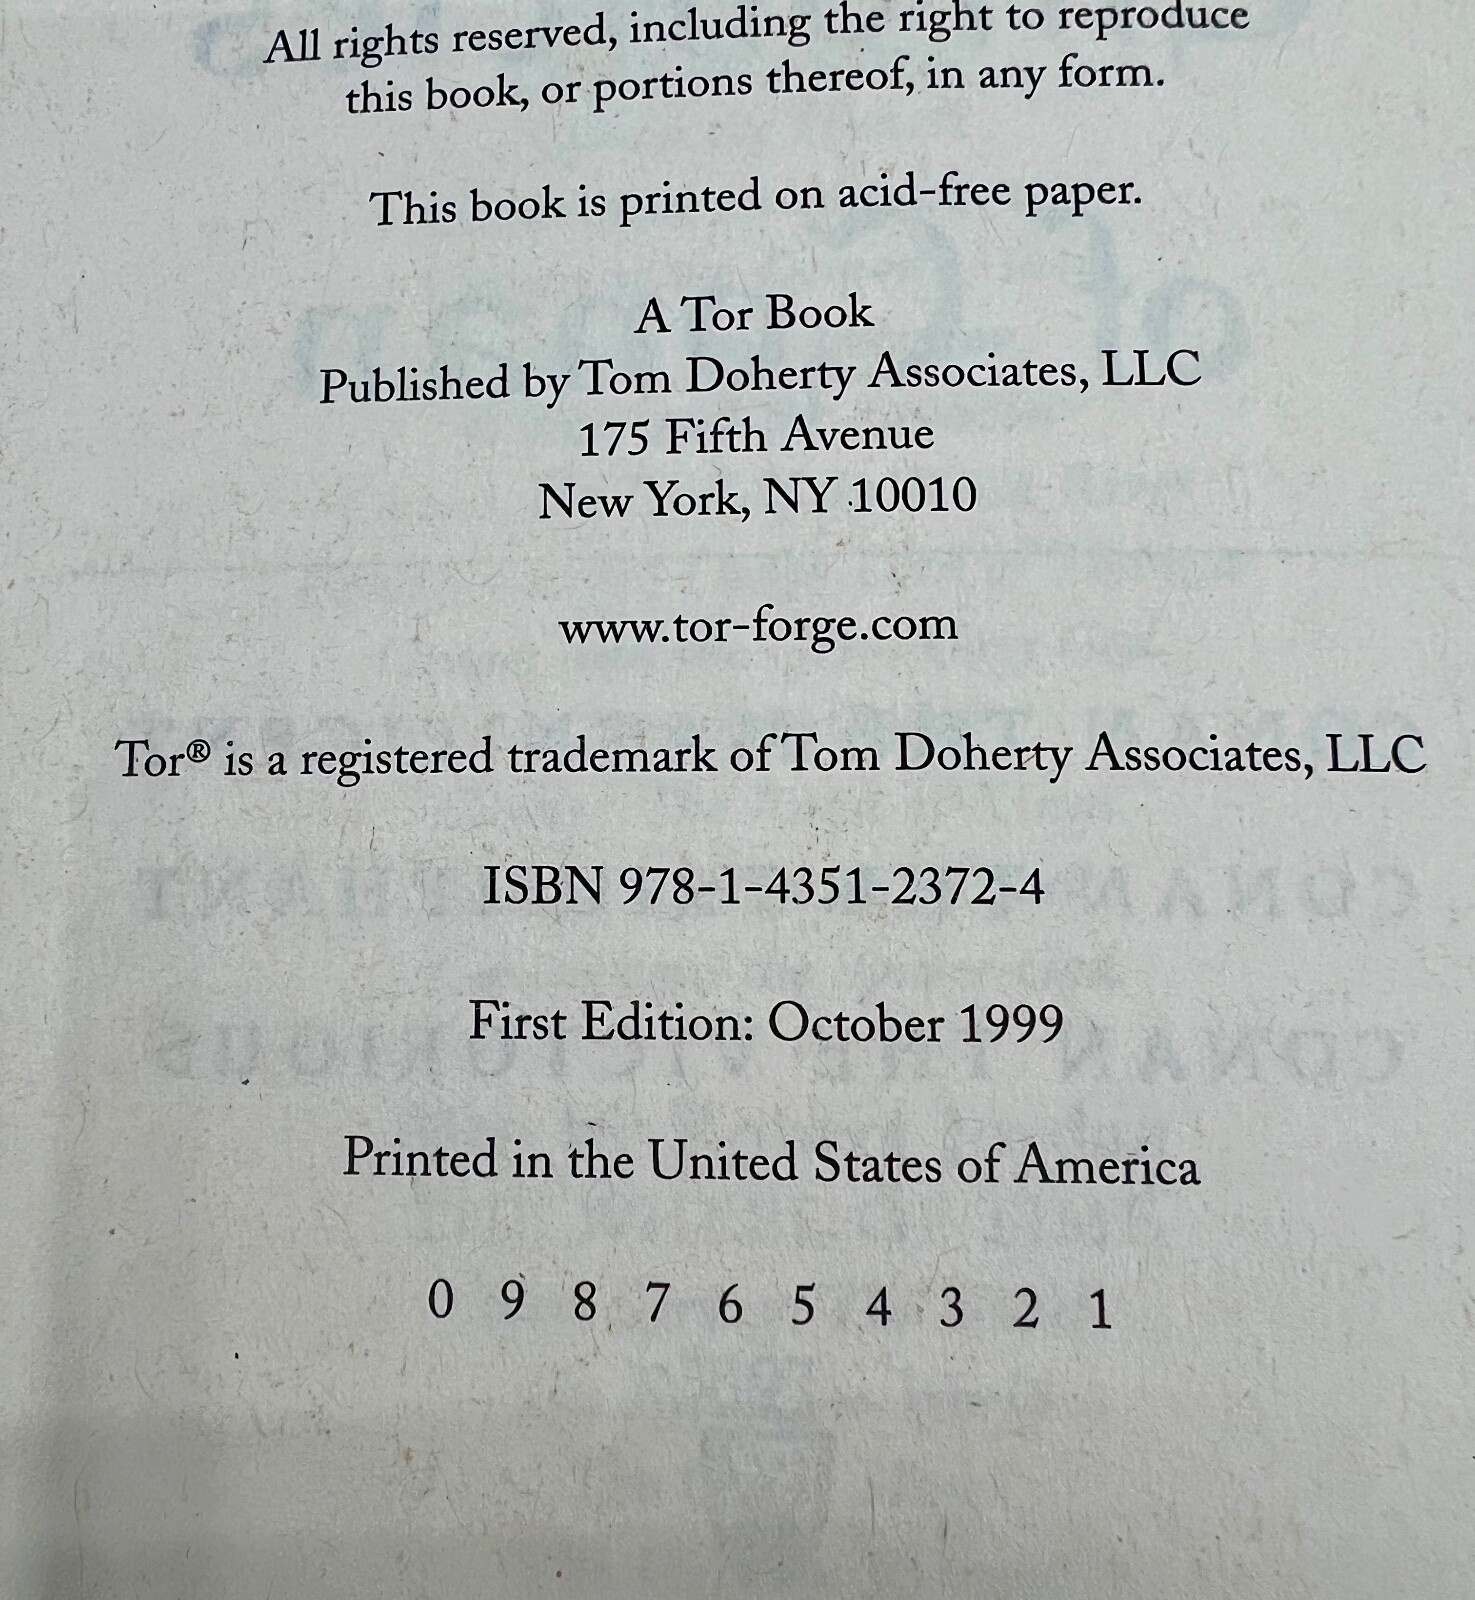 All rights reserved, including the right to reproduce
this book, or portions thereof, in any form.
This book is printed on acid-free paper.
A Tor Book
Published by Tom Doherty Associates, LLC
175 Fifth Avenue
New York, NY 10010
www.tor-forge.com
Tor® is a registered trademark of Tom Doherty Associates, LLC
ISBN 978-1-4351-2372-4
First Edition: October 1999
Printed in the United States of America
0 9 8 7 6 5 4 3 2 1